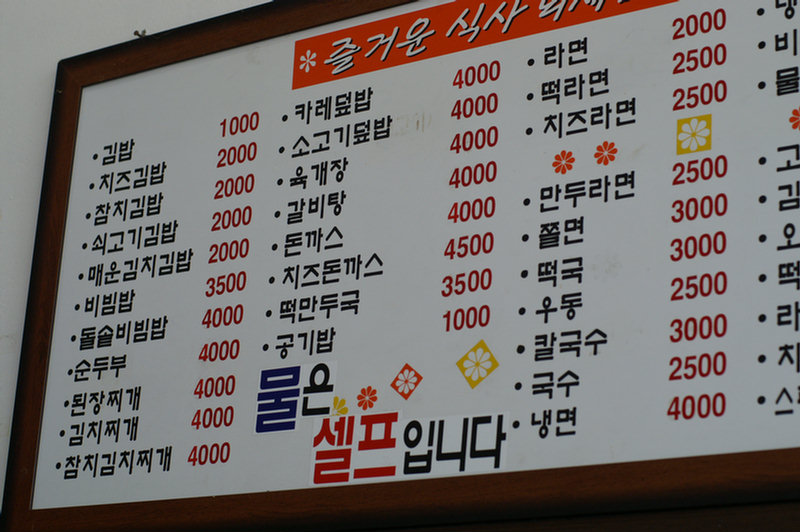 즐거운 식사
·김밥 1000
·치즈김밥 2000
·참치김밥 2000
·쇠고기김밥 2000
·매운김치김밥 2000
·비빔밥 3500
·돌솥비빔밥 4000
·순두부 4000
·된장찌개 4000
·김치찌개 4000
·참치김치찌개 4000
·카레덮밥 4000
·소고기덮밥 4000
·육개장 4000
·갈비탕 4000
·돈까스 4000
·치즈돈까스 4500
·떡만두국 3500
·공기밥 1000
물은
셀프입니다
·라면 2000
·떡라면 2500
·치즈라면 2500
·만두라면 2500
·쫄면 3000
·떡국 3000
·우동 2500
·칼국수 3000
·국수 2500
·냉면 4000